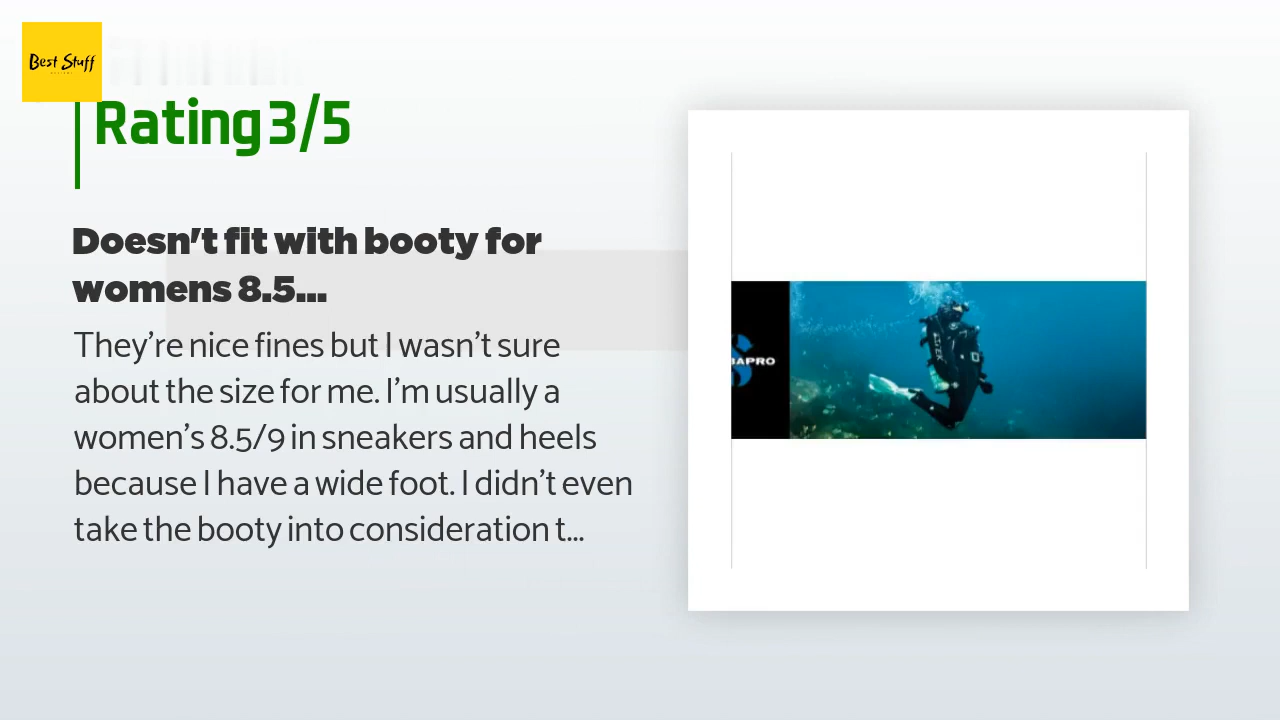 Best Stuff
Rating 3/5
Doesn't fit with booty for
womens 8.5...
They're nice fines but I wasn't sure
about the size for me. I'm usually a
women's 8.5/9 in sneakers and heels
because I have a wide foot. I didn't even
take the booty into consideration t...
BAPRO